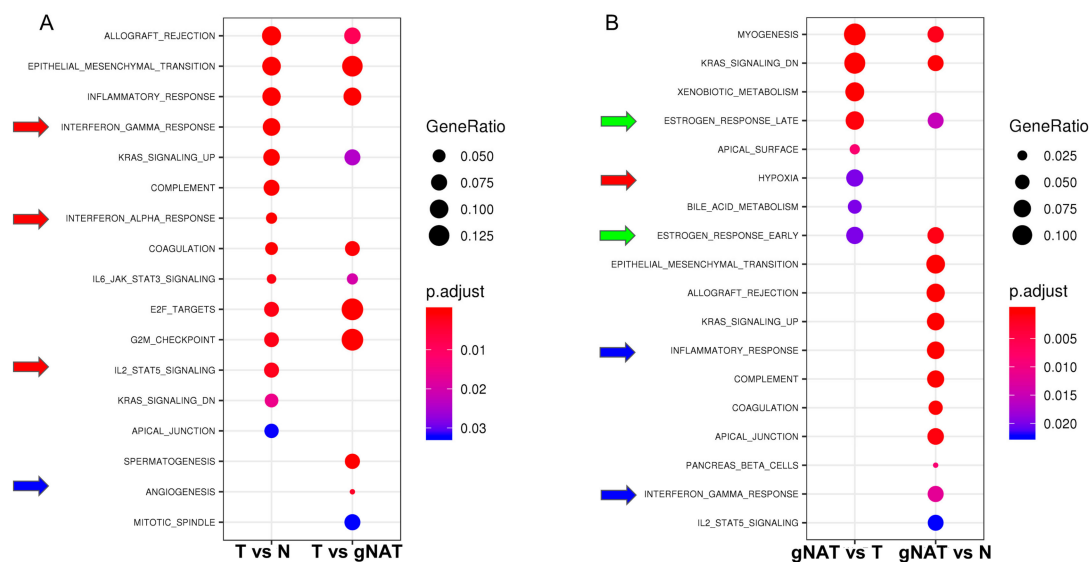 A
ALLOGRAFT_REJECTION
EPITHELIAL_MESENCHYMAL_TRANSITION
INFLAMMATORY_RESPONSE
INTERFERON_GAMMA_RESPONSE
KRAS_SIGNALING_UP
COMPLEMENT
INTERFERON_ALPHA_RESPONSE
COAGULATION
IL6_JAK_STAT3_SIGNALING
E2F_TARGETS
G2M_CHECKPOINT
IL2_STAT5_SIGNALING
KRAS_SIGNALING_DN
APICAL_JUNCTION
SPERMATOGENESIS
ANGIOGENESIS
MITOTIC_SPINDLE
T vs N T vs gNAT
GeneRatio
0.050
0.075
0.100
0.125
p.adjust
0.01
0.02
0.03
B
MYOGENESIS
KRAS_SIGNALING_DN
XENOBIOTIC_METABOLISM
ESTROGEN_RESPONSE_LATE
APICAL_SURFACE
HYPOXIA
BILE_ACID_METABOLISM
ESTROGEN_RESPONSE_EARLY
EPITHELIAL_MESENCHYMAL_TRANSITION
ALLOGRAFT_REJECTION
KRAS_SIGNALING_UP
INFLAMMATORY_RESPONSE
COMPLEMENT
COAGULATION
APICAL_JUNCTION
PANCREAS_BETA_CELLS
INTERFERON_GAMMA_RESPONSE
IL2_STAT5_SIGNALING
gNAT vs T gNAT vs N
GeneRatio
0.025
0.050
0.075
0.100
p.adjust
0.005
0.010
0.015
0.020